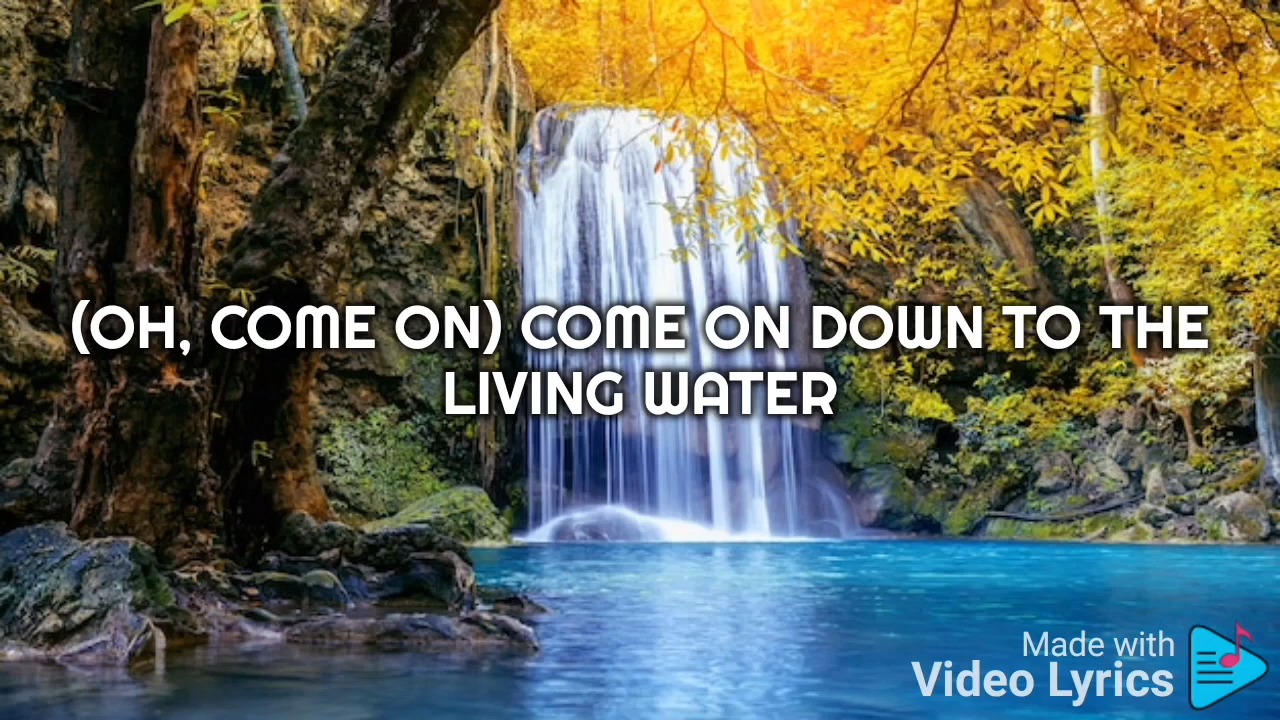 (OH, COME ON) COME ON DOWN TO THE
LIVING WATER
Made with
Video Lyrics